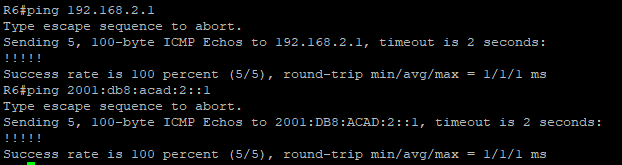 R6#ping 192.168.2.1
Type escape sequence to abort.
Sending 5, 100-byte ICMP Echos to 192.168.2.1, timeout is 2 seconds:
!!!!!
Success rate is 100 percent (5/5), round-trip min/avg/max = 1/1/1 ms
R6#ping 2001:db8:acad:2::1
Type escape sequence to abort.
Sending 5, 100-byte ICMP Echos to 2001:DB8:ACAD:2::1, timeout is 2 seconds:
!!!!!
Success rate is 100 percent (5/5), round-trip min/avg/max = 1/1/1 ms